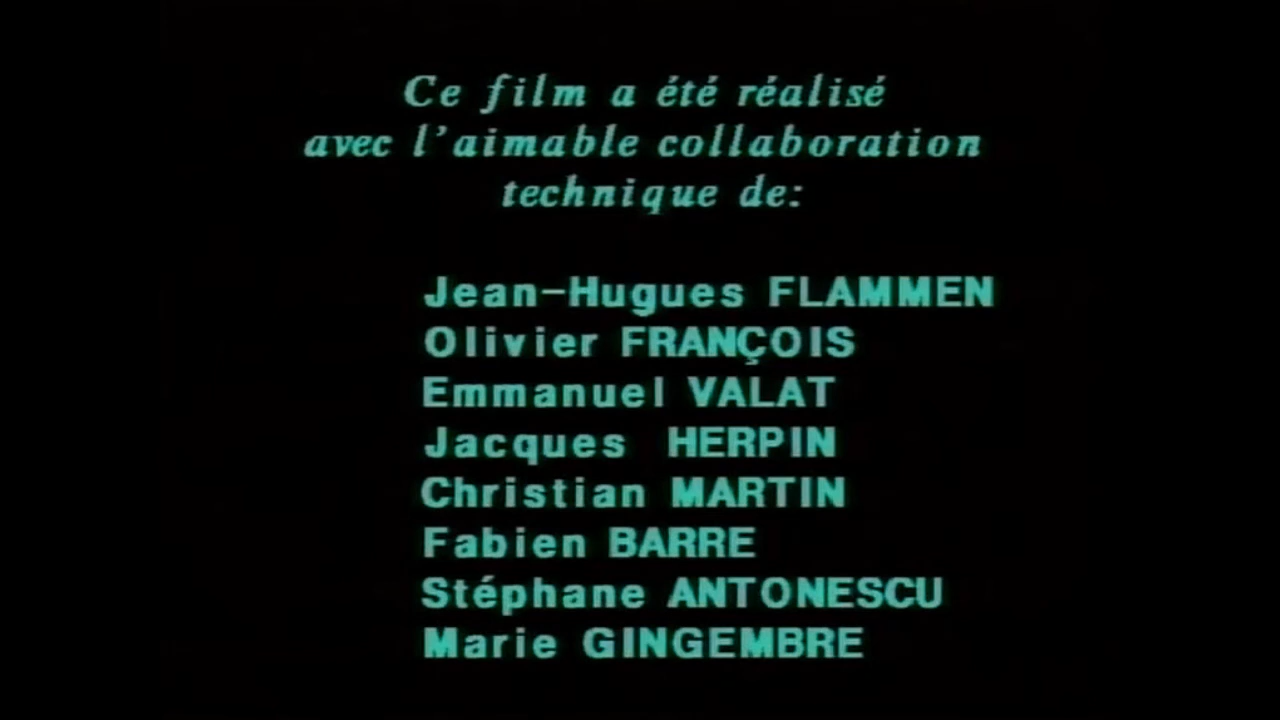 Ce film a été réalisé
avec l'aimable collaboration
technique de:
Jean-Hugues FLAMMEN
Olivier FRANÇOIS
Emmanuel VALAT
Jacques HERPIN
Christian MARTIN
Fabien BARRE
Stéphane ANTONESCU
Marie GINGEMBRE